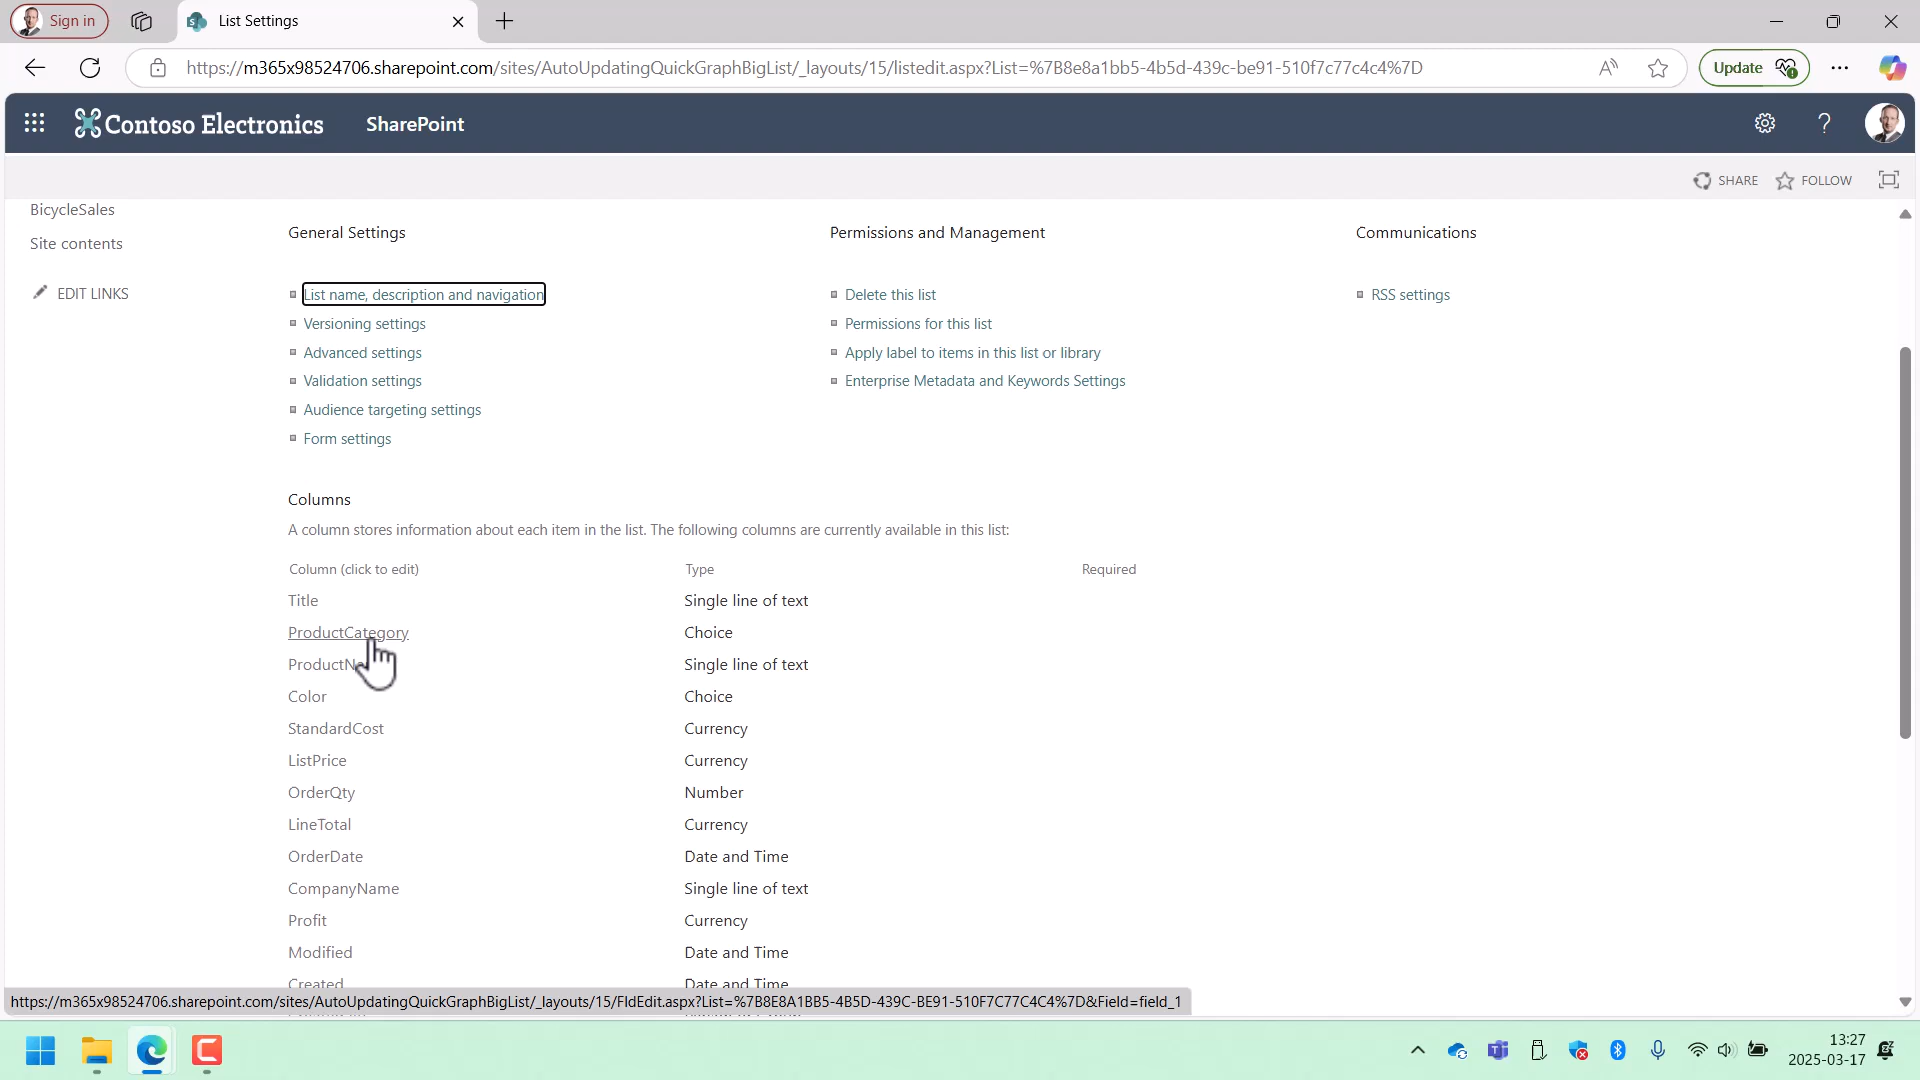 Sign in
List Settings
https://m365x98524706.sharepoint.com/sites/AutoUpdatingQuickGraphBigList/_layouts/15/listedit.aspx?List=%7B8e8a1bb5-4b5d-439c-be91-510f7c77c4c4%7D
Update
Contoso Electronics
SharePoint
SHARE
FOLLOW
BicycleSales
Site contents
EDIT LINKS
General Settings
Permissions and Management
Communications
List name, description and navigation
Delete this list
RSS settings
Versioning settings
Permissions for this list
Advanced settings
Apply label to items in this list or library
Validation settings
Enterprise Metadata and Keywords Settings
Audience targeting settings
Form settings
Columns
A column stores information about each item in the list. The following columns are currently available in this list:
Column (click to edit) Type Required
Title Single line of text
ProductCategory Choice
ProductN Single line of text
Color Choice
StandardCost Currency
ListPrice Currency
OrderQty Number
LineTotal Currency
OrderDate Date and Time
CompanyName Single line of text
Profit Currency
Modified Date and Time
Created Date and Time
https://m365x98524706.sharepoint.com/sites/AutoUpdatingQuickGraphBigList/_layouts/15/FldEdit.aspx?List=%7B8E8A1BB5-4B5D-439C-BE91-510F7C77C4C4%7D&Field=field_1
13:27
2025-03-17